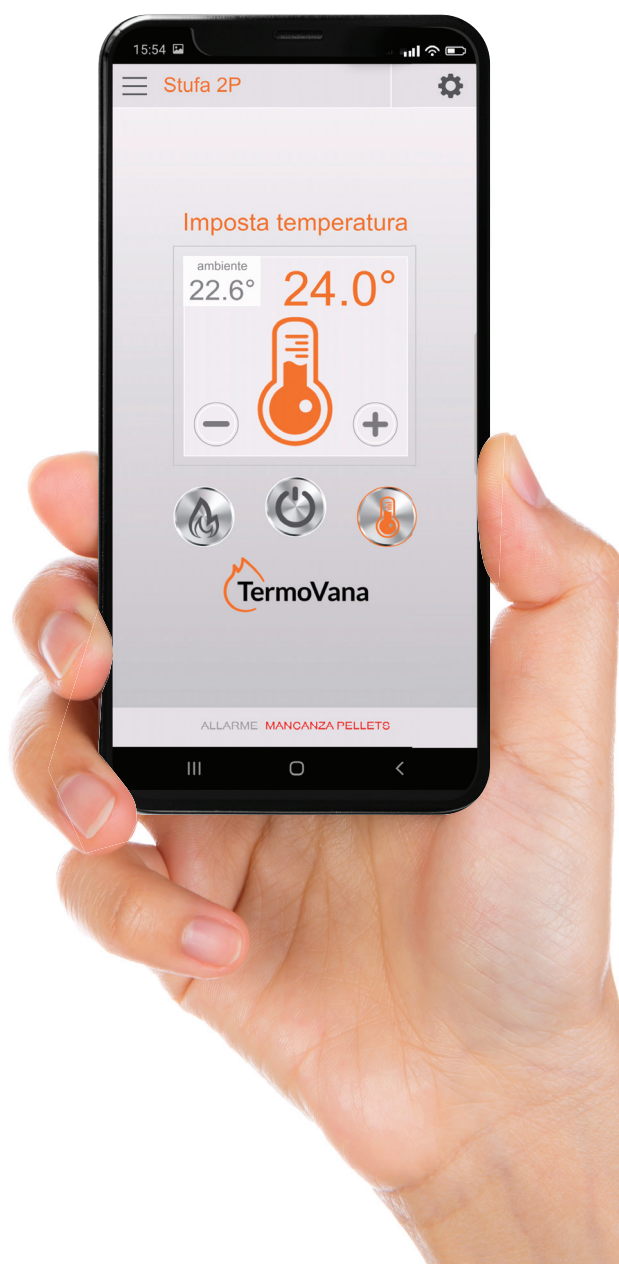 15:54
Stufa 2P
Imposta temperatura
ambiente
22.6°
24.0°
TermoVana
ALLARME MANCANZA PELLETS